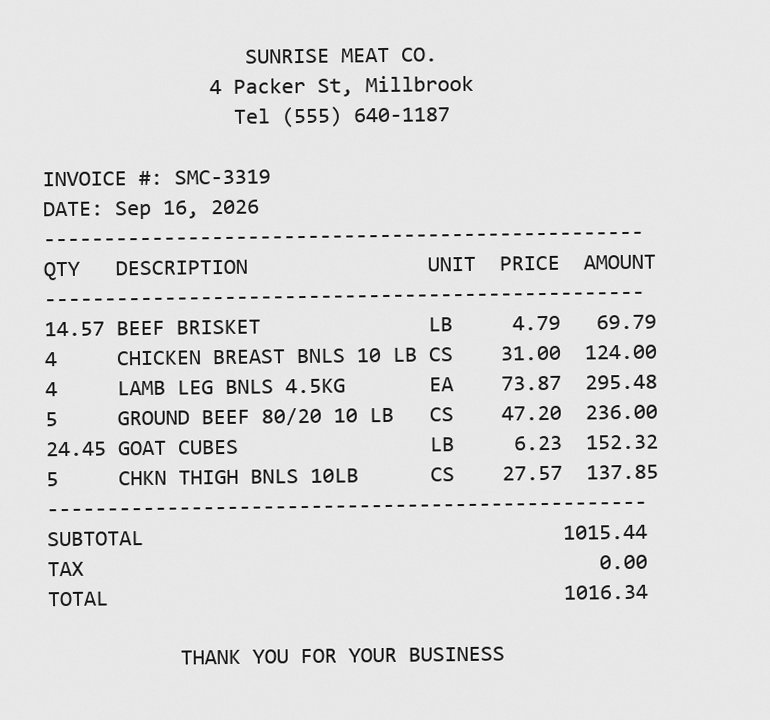 SUNRISE MEAT CO.
4 Packer St, Millbrook
Tel (555) 640-1187
INVOICE #: SMC-3319
DATE: Sep 16, 2026
--------------------------------------------------
QTY DESCRIPTION UNIT PRICE AMOUNT
--------------------------------------------------
14.57 BEEF BRISKET LB 4.79 69.79
4 CHICKEN BREAST BNLS 10 LB CS 31.00 124.00
4 LAMB LEG BNLS 4.5KG EA 73.87 295.48
5 GROUND BEEF 80/20 10 LB CS 47.20 236.00
24.45 GOAT CUBES LB 6.23 152.32
5 CHKN THIGH BNLS 10LB CS 27.57 137.85
--------------------------------------------------
SUBTOTAL 1015.44
TAX 0.00
TOTAL 1016.34
THANK YOU FOR YOUR BUSINESS